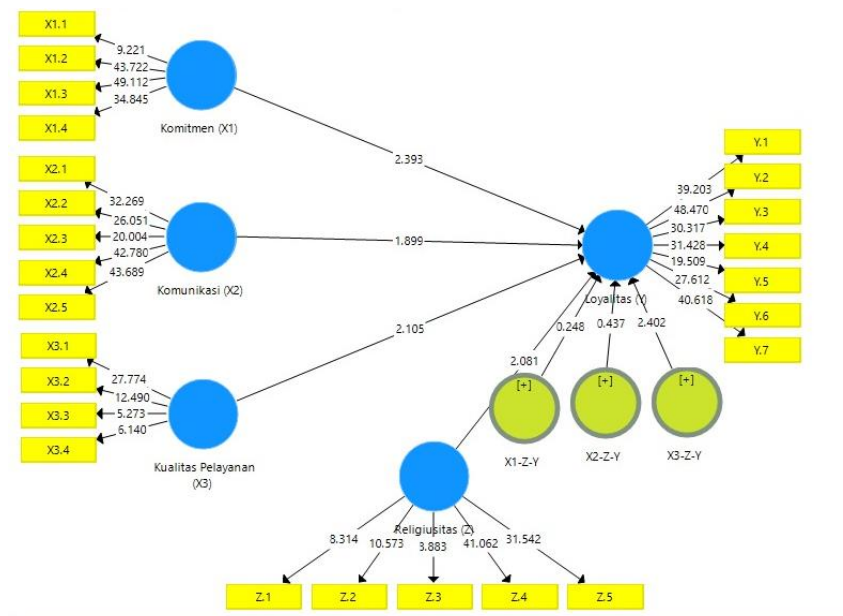 X1.1
X1.2
X1.3
X1.4
9.221
43.722
49.112
34.845
Komitmen (X1)
2.393
X2.1
X2.2
X2.3
X2.4
X2.5
32.269
26.051
20.004
42.780
43.689
Komunikasi (X2)
1.899
X3.1
X3.2
X3.3
X3.4
27.774
12.490
5.273
6.140
Kualitas Pelayanan
(X3)
2.105
Loyalitas (Y)
39.203
48.470
30.317
31.428
19.509
27.612
40.618
Y.1
Y.2
Y.3
Y.4
Y.5
Y.6
Y.7
2.081
0.248
0.437
2.402
[+]
[+]
[+]
X1-Z-Y
X2-Z-Y
X3-Z-Y
Religiusitas (Z)
8.314
10.573
3.883
41.062
31.542
Z.1
Z.2
Z.3
Z.4
Z.5